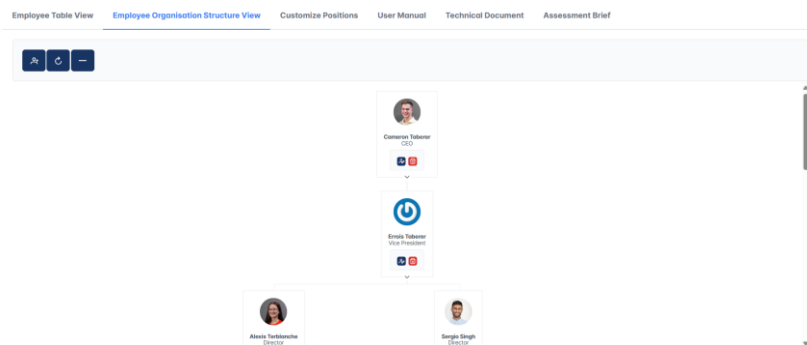 Employee Table View Employee Organisation Structure View Customize Positions User Manual Technical Document Assessment Brief
Cameron Taberer
CEO
Errsis Taberer
Vice President
Alexis Terblanche Sergio Singh
Director Director